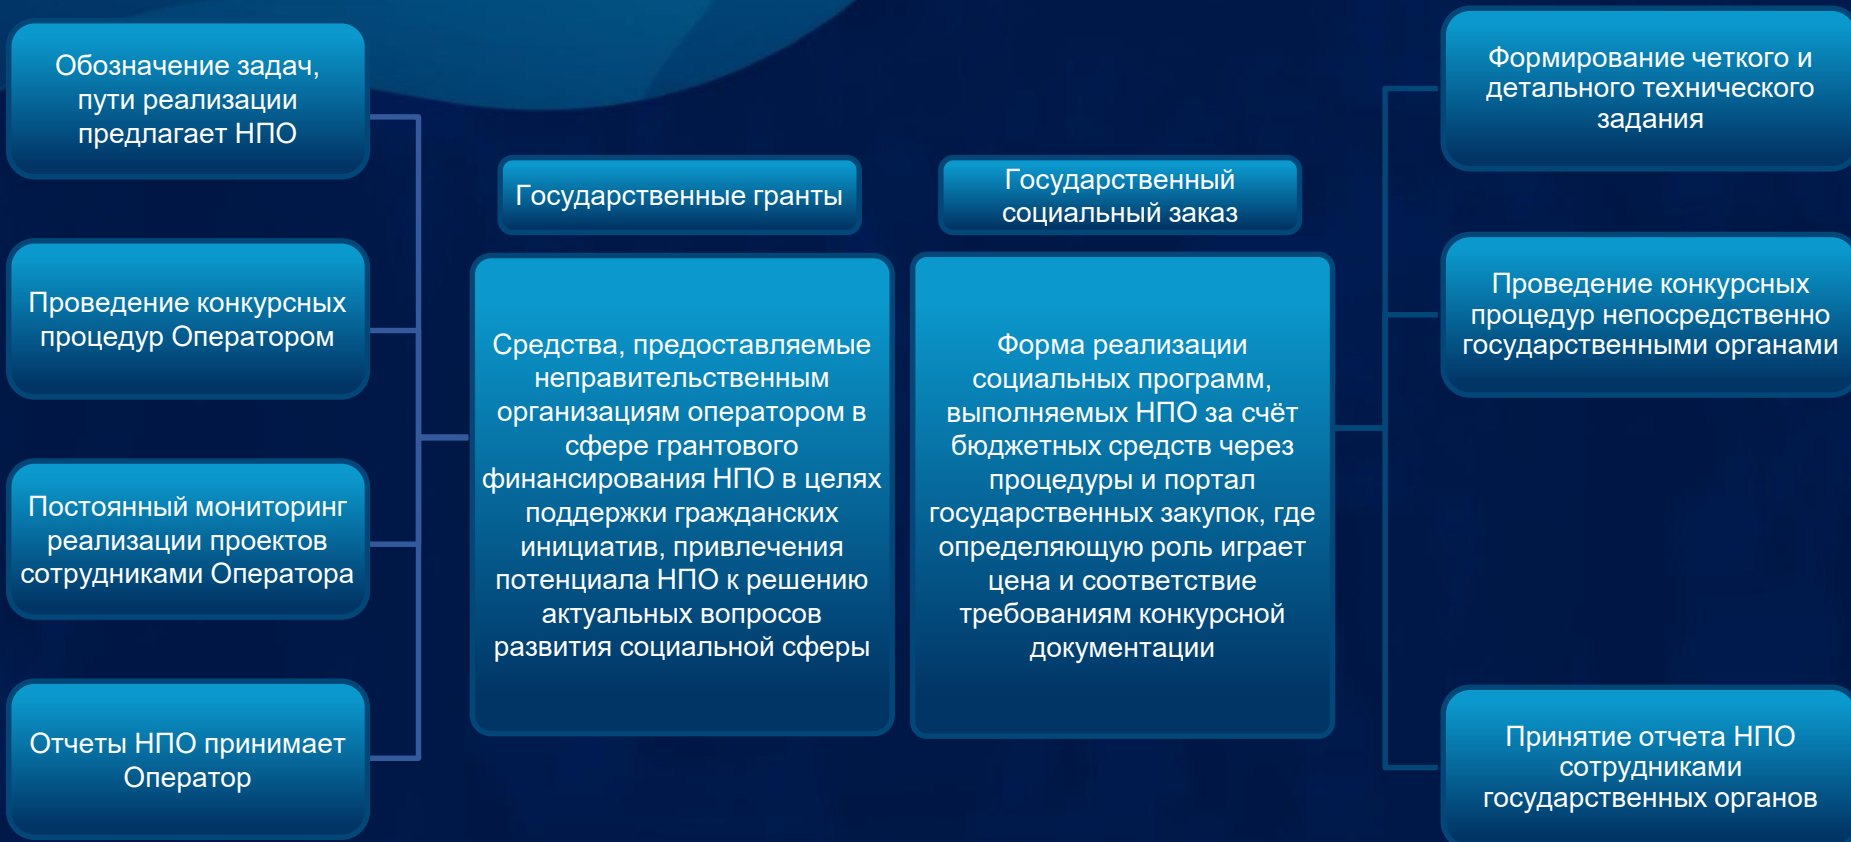 Обозначение задач,
пути реализации
предлагает НПО
Проведение конкурсных
процедур Оператором
Постоянный мониторинг
реализации проектов
сотрудниками Оператора
Отчеты НПО принимает
Оператор
Государственные гранты
Средства, предоставляемые
неправительственным
организациям оператором в
сфере грантового
финансирования НПО в целях
поддержки гражданских
инициатив, привлечения
потенциала НПО к решению
актуальных вопросов
развития социальной сферы
Государственный
социальный заказ
Форма реализации
социальных программ,
выполняемых НПО за счёт
бюджетных средств через
процедуры и портал
государственных закупок, где
определяющую роль играет
цена и соответствие
требованиям конкурсной
документации
Формирование четкого и
детального технического
задания
Проведение конкурсных
процедур непосредственно
государственными органами
Принятие отчета НПО
сотрудниками
государственных органов